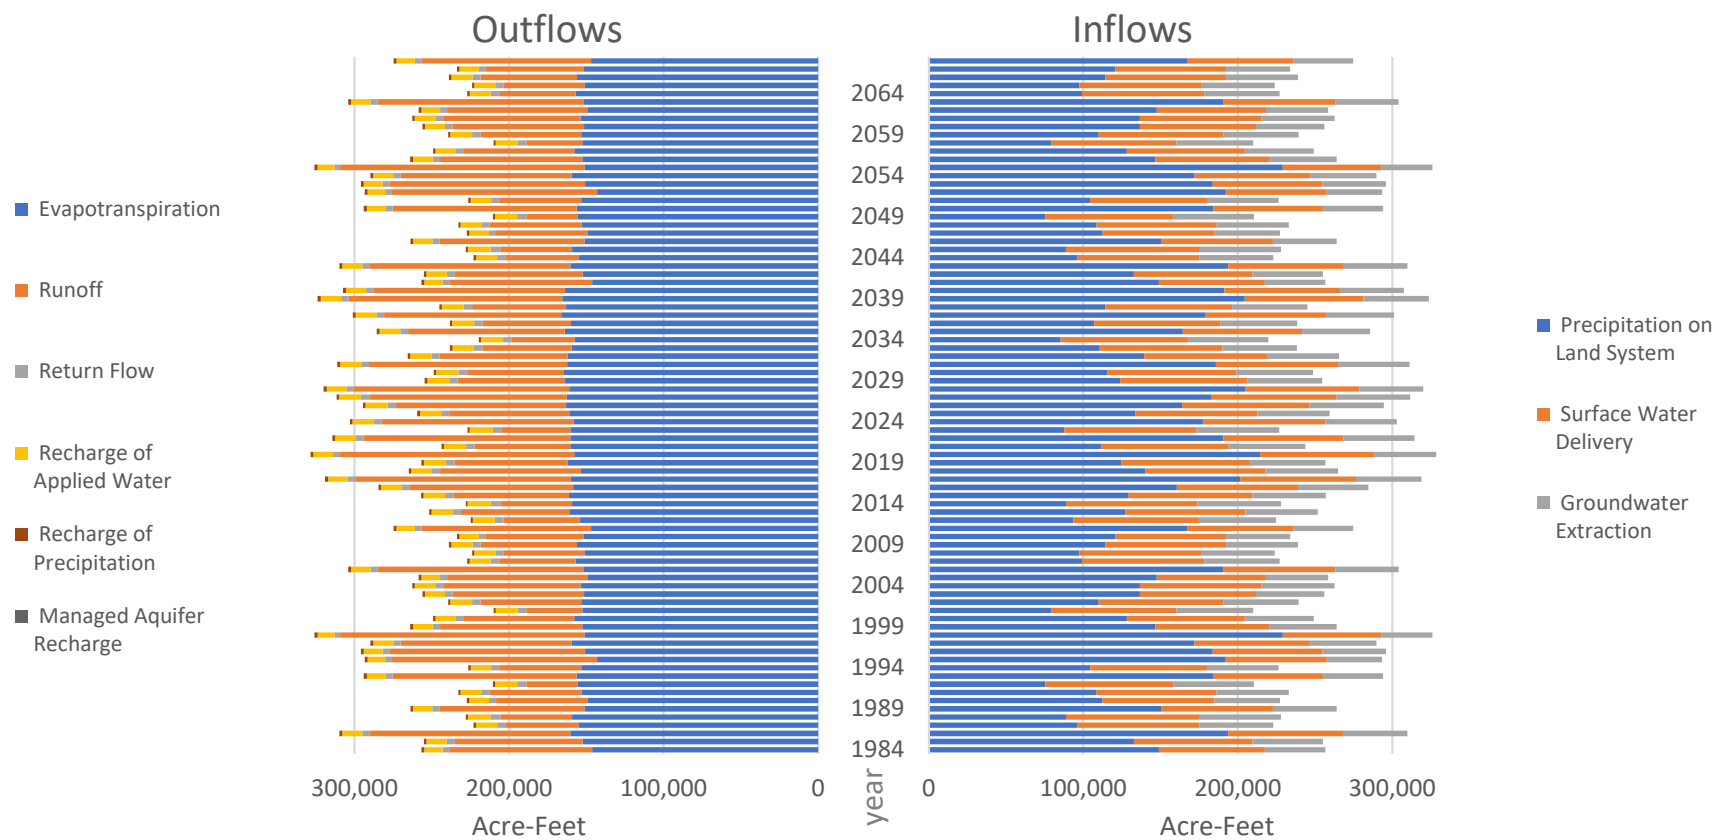 Outflows
Inflows
Evapotranspiration
Runoff
Return Flow
Recharge of
Applied Water
Recharge of
Precipitation
Managed Aquifer
Recharge
2064
2059
2054
2049
2044
2039
2034
2029
2024
2019
2014
2009
2004
1999
1994
1989
1984
year
Precipitation on
Land System
Surface Water
Delivery
Groundwater
Extraction
300,000
200,000
100,000
0
0
100,000
200,000
300,000
Acre-Feet
Acre-Feet